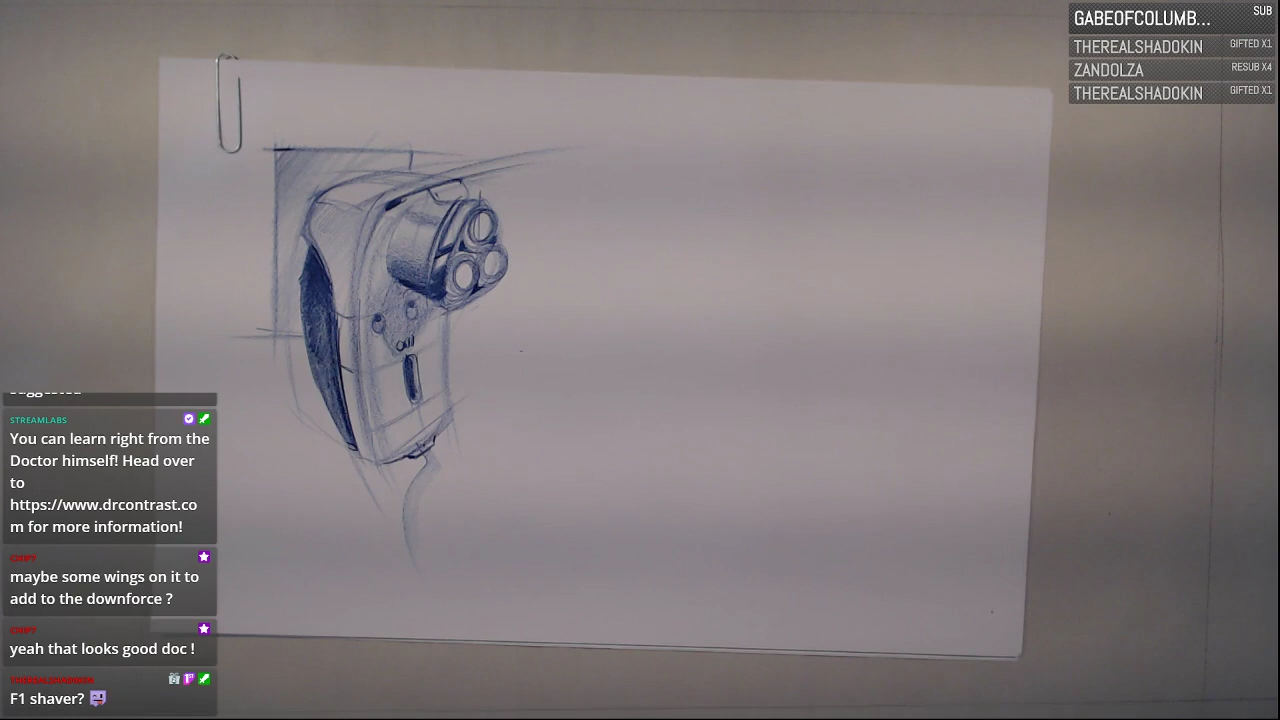 SUB
GABEOFCOLUMB...
THEREALSHADOKIN GIFTED X1
ZANDOLZA RESUB X4
THEREALSHADOKIN GIFTED X1
STREAMLABS
You can learn right from the
Doctor himself! Head over
to
https://www.drcontrast.co
m for more information!
maybe some wings on it to
add to the downforce ?
yeah that looks good doc !
THEREALSHADOKIN
F1 shaver?